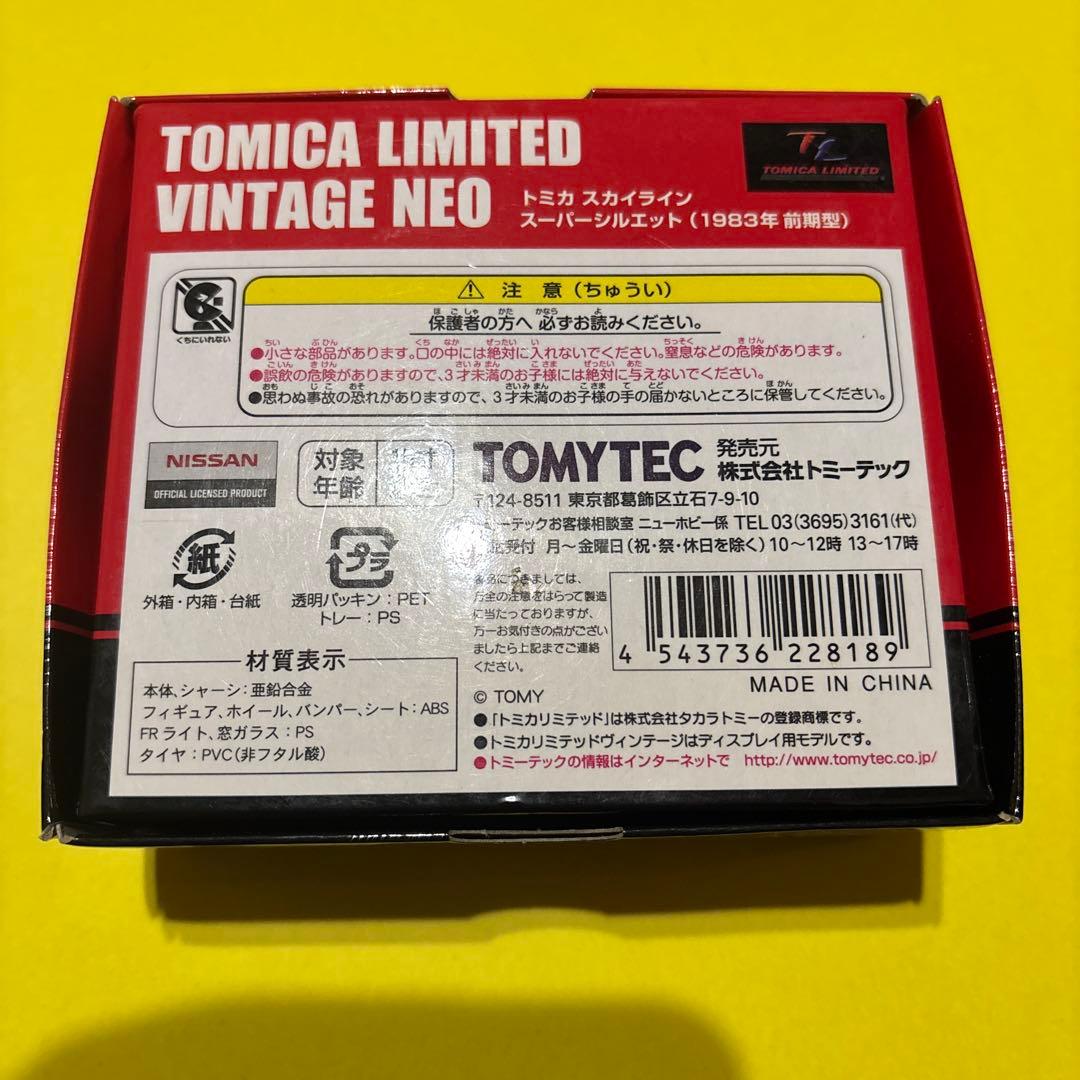 TOMICA LIMITED
VINTAGE NEO
トミカ スカイライン
スーパーシルエット (1983年 前期型)
TL
TOMICA LIMITED
くちにいれない
⚠ 注 意 (ちゅうい)
保護者の方へ 必ずお読みください。
●小さな部品があります。口の中には絶対に入れないでください。窒息などの危険があります。
●誤飲の危険がありますので、3才未満のお子様には絶対に与えないでください。
●思わぬ事故の恐れがありますので、3才未満のお子様の手の届かないところに保管してください。
NISSAN
OFFICIAL LICENSED PRODUCT
対象
年齢
TOMYTEC
発売元
株式会社トミーテック
〒124-8511 東京都葛飾区立石7-9-10
ーテックお客様相談室 ニューホビー係 TEL 03(3695)3161(代)
受付 月〜金曜日(祝・祭・休日を除く) 10〜12時 13〜17時
紙
外箱・内箱・台紙
プラ
透明パッキン:PET
トレー:PS
につきましては、
万全の注意をはらって製造
に当たっておりますが、
万一お気付きの点がござい
ましたら上記までご連絡
ください。
4 543736 228189
MADE IN CHINA
材質表示
本体、シャーシ:亜鉛合金
フィギュア、ホイール、バンパー、シート:ABS
FRライト、窓ガラス:PS
タイヤ:PVC(非フタル酸)
© TOMY
●「トミカリミテッド」は株式会社タカラトミーの登録商標です。
●トミカリミテッドヴィンテージはディスプレイ用モデルです。
●トミーテックの情報はインターネットで http://www.tomytec.co.jp/